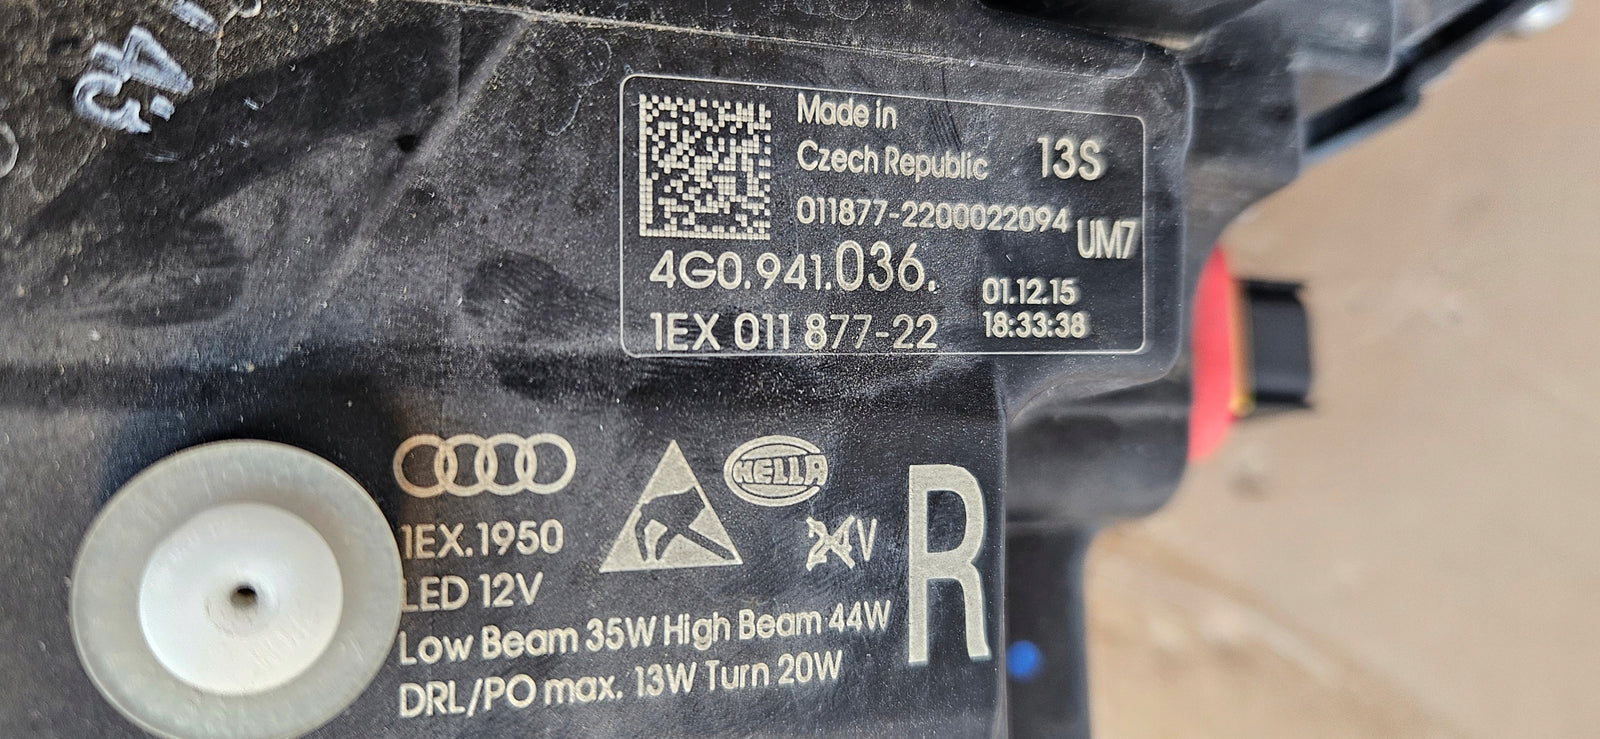 Made in
Czech Republic
13S
011877-2200022094
UM7
4G0.941.036.
01.12.15
18:33:38
1EX 011 877-22
HELLA
1EX.1950
24V
LED 12V
R
Low Beam 35W High Beam 44W
DRL/PO max. 13W Turn 20W